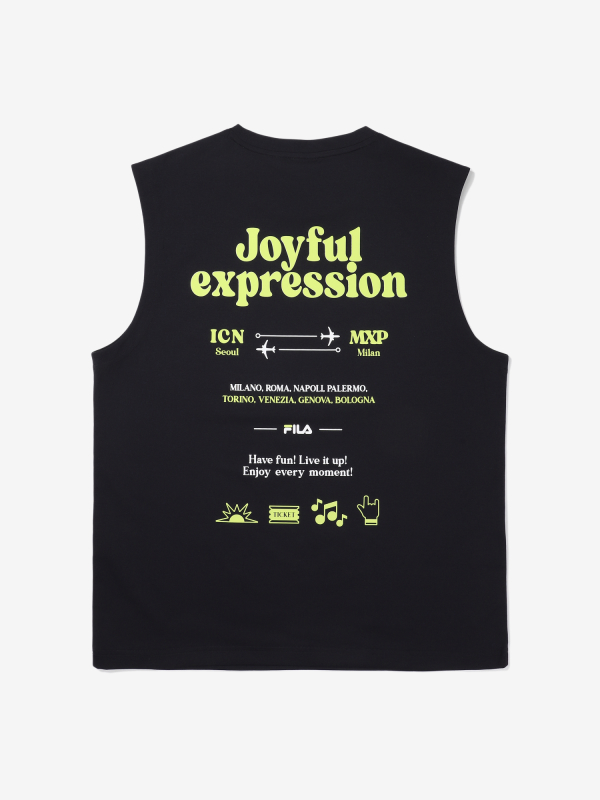 Joyful
expression
ICN MXP
Seoul Milan
MILANO, ROMA, NAPOLI, PALERMO,
TORINO, VENEZIA, GENOVA, BOLOGNA
FILA
Have fun! Live it up!
Enjoy every moment!
TICKET